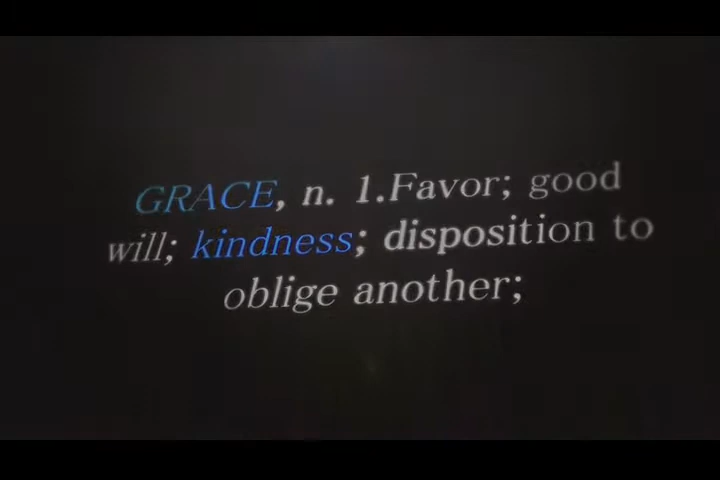 GRACE, n. 1.Favor; good
will; kindness; disposition to
oblige another;